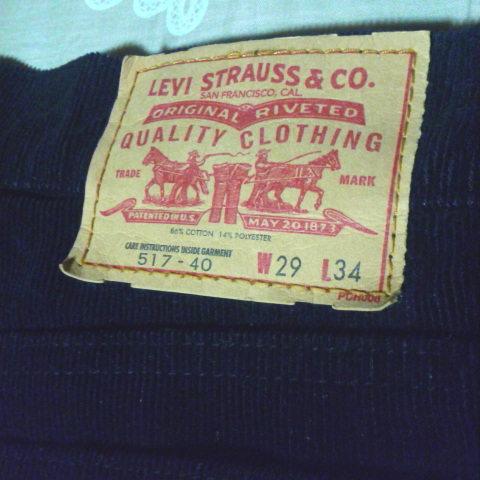 LEVI STRAUSS & CO.
SAN FRANCISCO, CAL.
ORIGINAL RIVETED
QUALITY CLOTHING
TRADE MARK
PATENTED IN U.S. MAY 20.1873
86% COTTON 14% POLYESTER
CARE INSTRUCTIONS INSIDE GARMENT
517-40 W29 L34